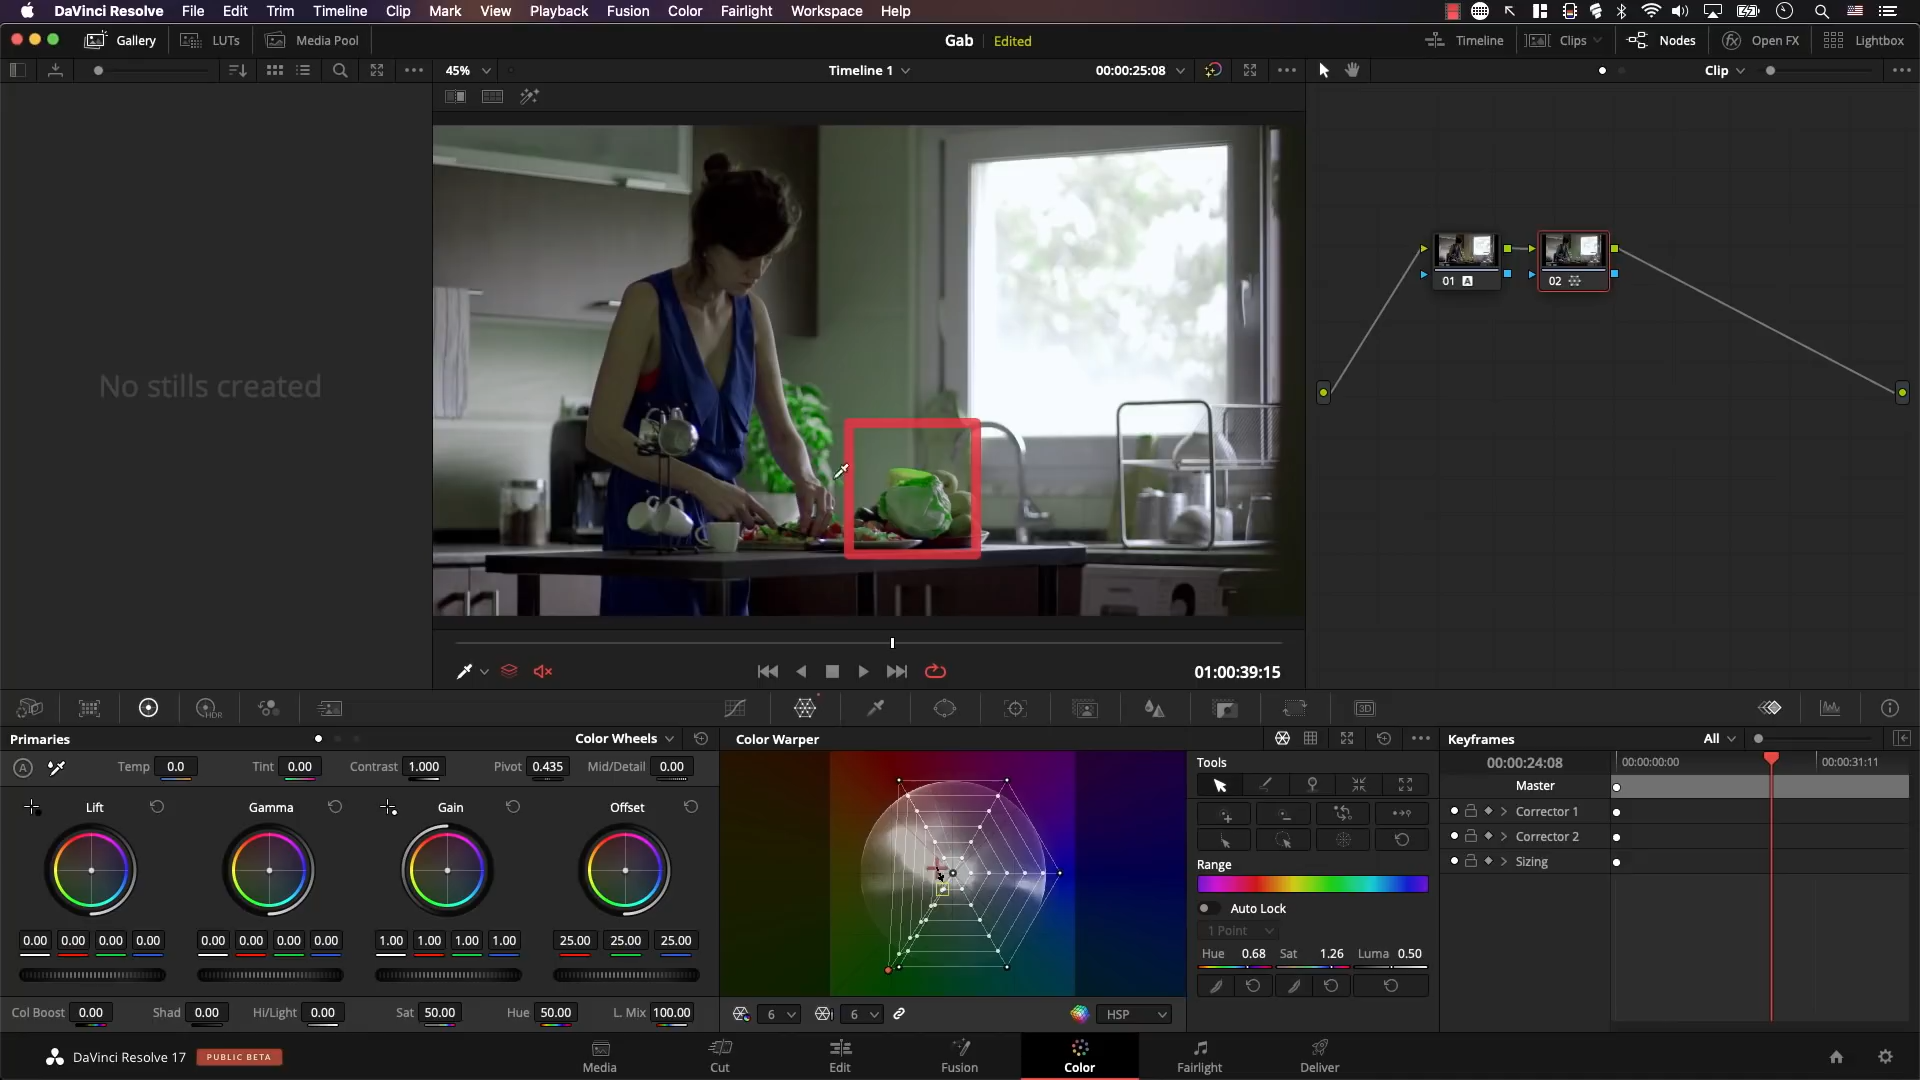 DaVinci Resolve File Edit Trim Timeline Clip Mark View Playback Fusion Color Fairlight Workspace Help
Gallery LUTs Media Pool Gab Edited Timeline Clips Nodes Open FX Lightbox
45% Timeline 1 00:00:25:08 Clip
No stills created
01 A 02
01:00:39:15
HDR 3D
Primaries Color Wheels Color Warper Keyframes All
A Temp 0.0 Tint 0.00 Contrast 1.000 Pivot 0.435 Mid/Detail 0.00 Tools 00:00:24:08 00:00:00:00 00:00:31:11
Master
Lift Gamma Gain Offset Corrector 1
Corrector 2
Range Sizing
Auto Lock
1 Point
0.00 0.00 0.00 0.00 0.00 0.00 0.00 0.00 1.00 1.00 1.00 1.00 25.00 25.00 25.00 Hue 0.68 Sat 1.26 Luma 0.50
Col Boost 0.00 Shad 0.00 Hi/Light 0.00 Sat 50.00 Hue 50.00 L. Mix 100.00 6 6 HSP
DaVinci Resolve 17 PUBLIC BETA Media Cut Edit Fusion Color Fairlight Deliver